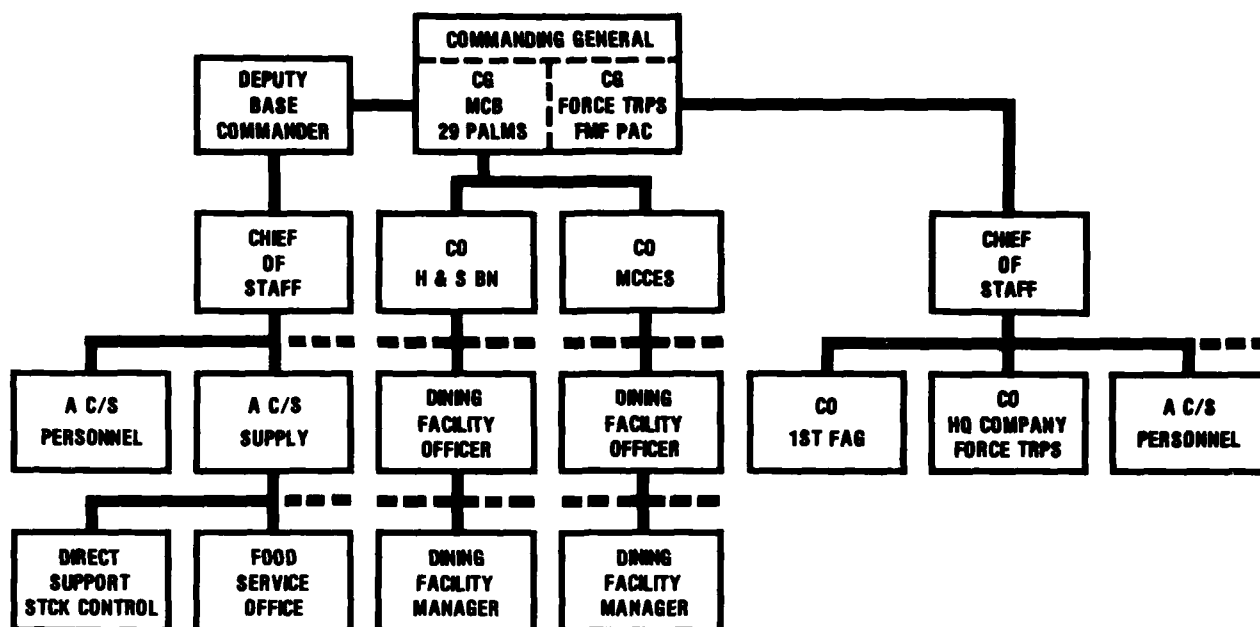 COMMANDING GENERAL
DEPUTY
BASE
COMMANDER
CG
MCB
29 PALMS
CG
FORCE TRPS
FMF PAC
CHIEF
OF
STAFF
CO
H & S BN
CO
MCCES
CHIEF
OF
STAFF
A C/S
PERSONNEL
A C/S
SUPPLY
DINING
FACILITY
OFFICER
DINING
FACILITY
OFFICER
CO
1ST FAG
CO
HQ COMPANY
FORCE TRPS
A C/S
PERSONNEL
DIRECT
SUPPORT
STCK CONTROL
FOOD
SERVICE
OFFICE
DINING
FACILITY
MANAGER
DINING
FACILITY
MANAGER